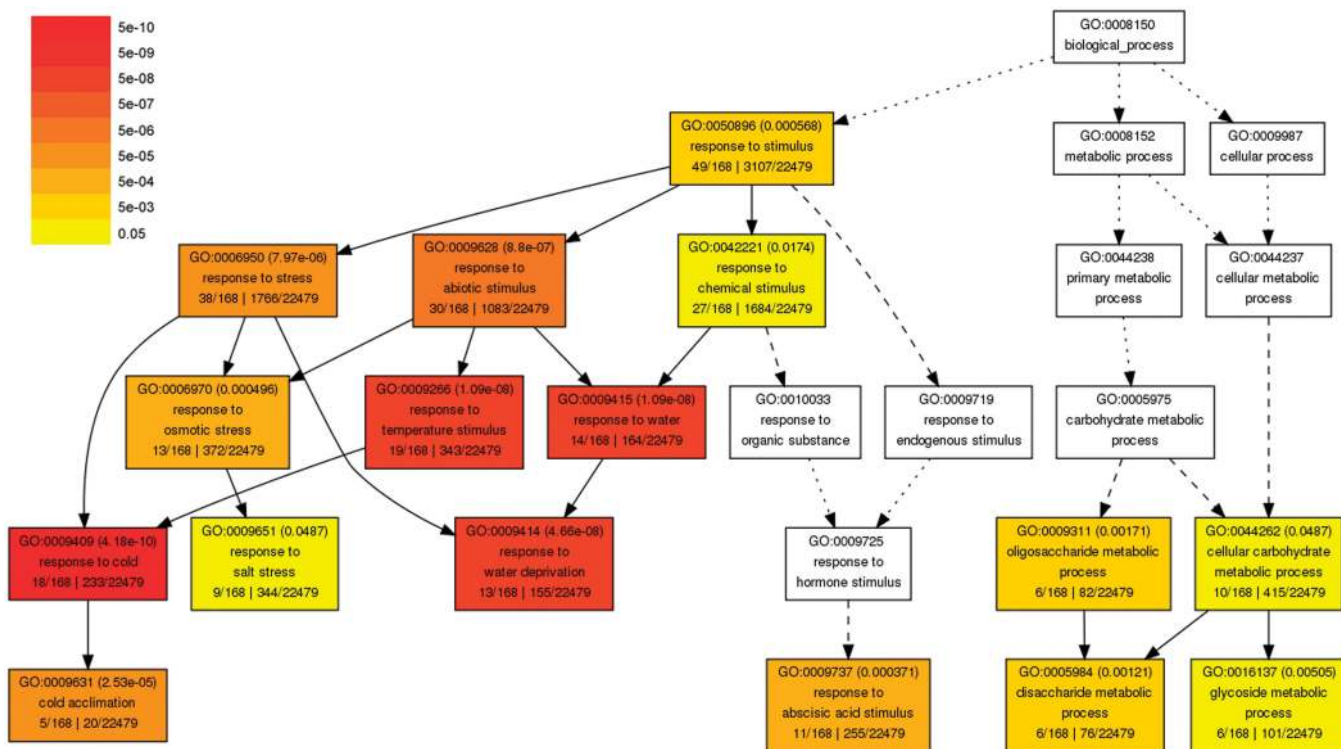 5e-10
5e-09
5e-08
5e-07
5e-06
5e-05
5e-04
5e-03
0.05
GO:0008150
biological_process
GO:0050896 (0.000568)
response to stimulus
49/168 | 3107/22479
GO:0008152
metabolic process
GO:0009987
cellular process
GO:0006950 (7.97e-06)
response to stress
38/168 | 1766/22479
GO:0009628 (8.8e-07)
response to
abiotic stimulus
30/168 | 1083/22479
GO:0042221 (0.0174)
response to
chemical stimulus
27/168 | 1684/22479
GO:0044238
primary metabolic
process
GO:0044237
cellular metabolic
process
GO:0006970 (0.000496)
response to
osmotic stress
13/168 | 372/22479
GO:0009266 (1.09e-08)
response to
temperature stimulus
19/168 | 343/22479
GO:0009415 (1.09e-08)
response to water
14/168 | 164/22479
GO:0010033
response to
organic substance
GO:0009719
response to
endogenous stimulus
GO:0005975
carbohydrate metabolic
process
GO:0009409 (4.18e-10)
response to cold
18/168 | 233/22479
GO:0009651 (0.0487)
response to
salt stress
9/168 | 344/22479
GO:0009414 (4.66e-08)
response to
water deprivation
13/168 | 155/22479
GO:0009725
response to
hormone stimulus
GO:0009311 (0.00171)
oligosaccharide metabolic
process
6/168 | 82/22479
GO:0044262 (0.0487)
cellular carbohydrate
metabolic process
10/168 | 415/22479
GO:0009631 (2.53e-05)
cold acclimation
5/168 | 20/22479
GO:0009737 (0.000371)
response to
abscisic acid stimulus
11/168 | 255/22479
GO:0005984 (0.00121)
disaccharide metabolic
process
6/168 | 76/22479
GO:0016137 (0.00505)
glycoside metabolic
process
6/168 | 101/22479